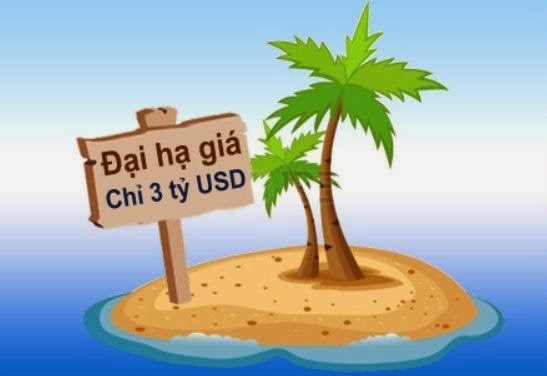 Đại hạ giá
Chỉ 3 tỷ USD